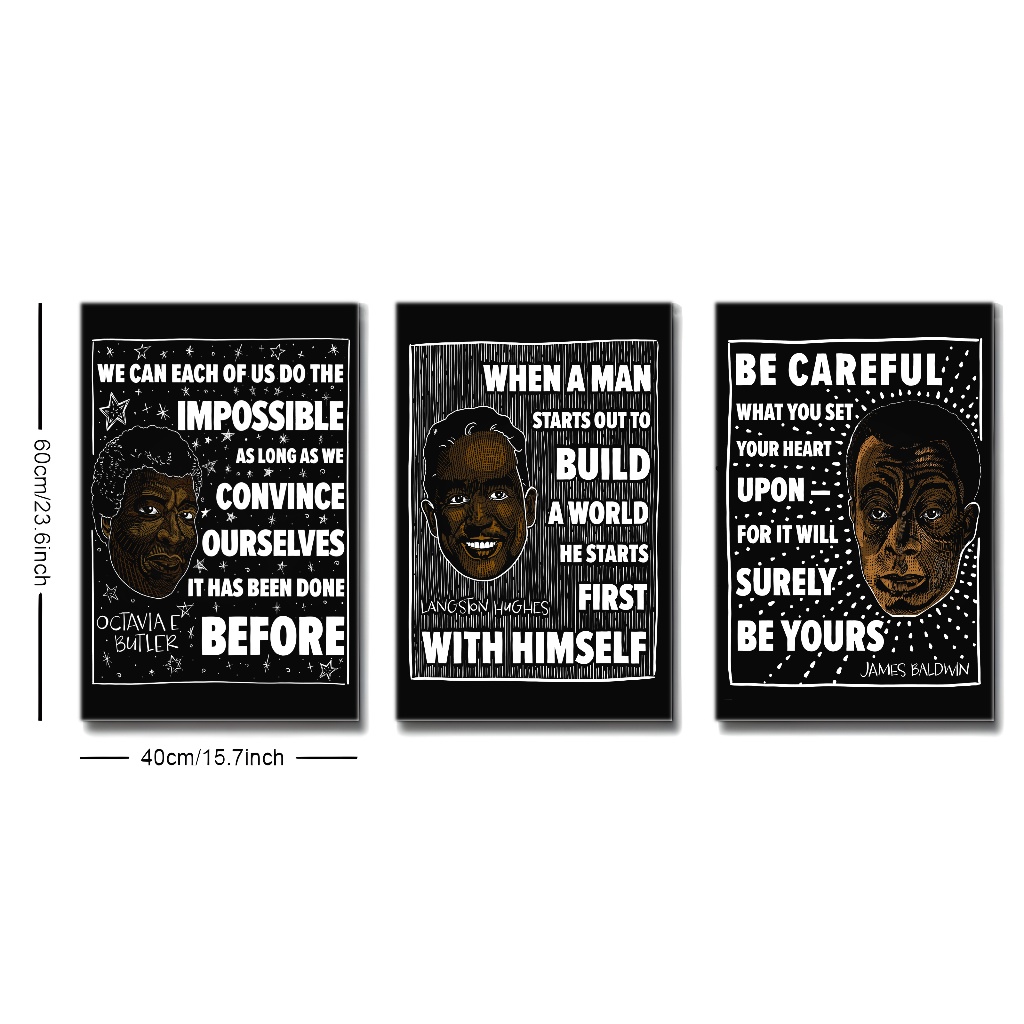 60cm/23.6inch
WE CAN EACH OF US DO THE
IMPOSSIBLE
AS LONG AS WE
CONVINCE
OURSELVES
IT HAS BEEN DONE
BEFORE
OCTAVIA E
BUTLER
40cm/15.7inch
WHEN A MAN
STARTS OUT TO
BUILD
A WORLD
HE STARTS
FIRST
WITH HIMSELF
LANGSTON HUGHES
BE CAREFUL
WHAT YOU SET
YOUR HEART
UPON —
FOR IT WILL
SURELY
BE YOURS
JAMES BALDWIN